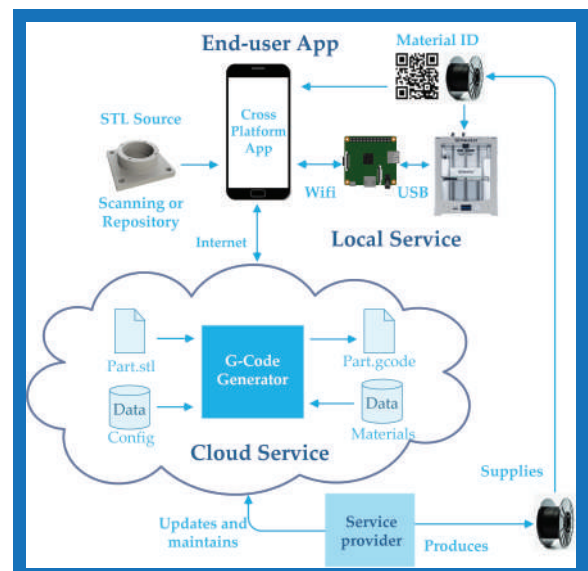 End-user App
Material ID
STL Source
Cross
Platform
App
Scanning or
Repository
Wifi
USB
Local Service
Internet
Part.stl
G-Code
Generator
Part.gcode
Data
Config
Data
Materials
Cloud Service
Supplies
Updates and
maintains
Service
provider
Produces